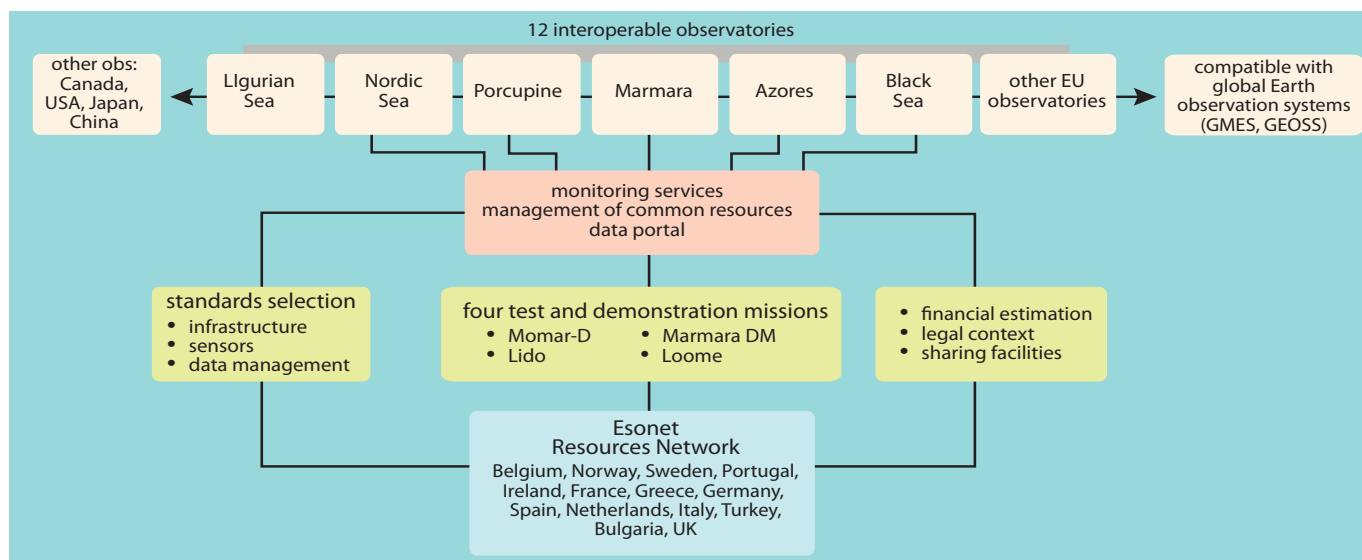 12 interoperable observatories
other obs:
Canada,
USA, Japan,
China
LIgurian
Sea
Nordic
Sea
Porcupine
Marmara
Azores
Black
Sea
other EU
observatories
compatible with
global Earth
observation systems
(GMES, GEOSS)
monitoring services
management of common resources
data portal
standards selection
• infrastructure
• sensors
• data management
four test and demonstration missions
• Momar-D
• Lido
• Marmara DM
• Loome
• financial estimation
• legal context
• sharing facilities
Esonet
Resources Network
Belgium, Norway, Sweden, Portugal,
Ireland, France, Greece, Germany,
Spain, Netherlands, Italy, Turkey,
Bulgaria, UK